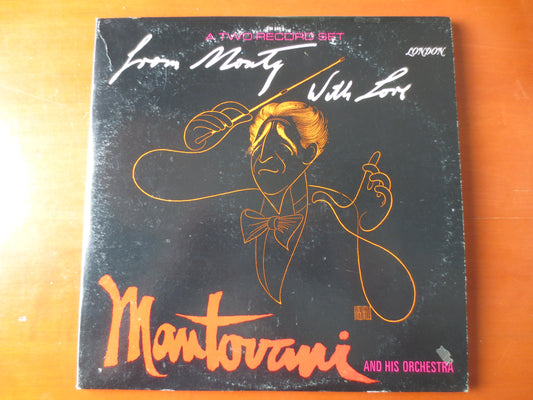 A TWO RECORD SET
LONDON
From Monty
With Love
Mantovani
AND HIS ORCHESTRA